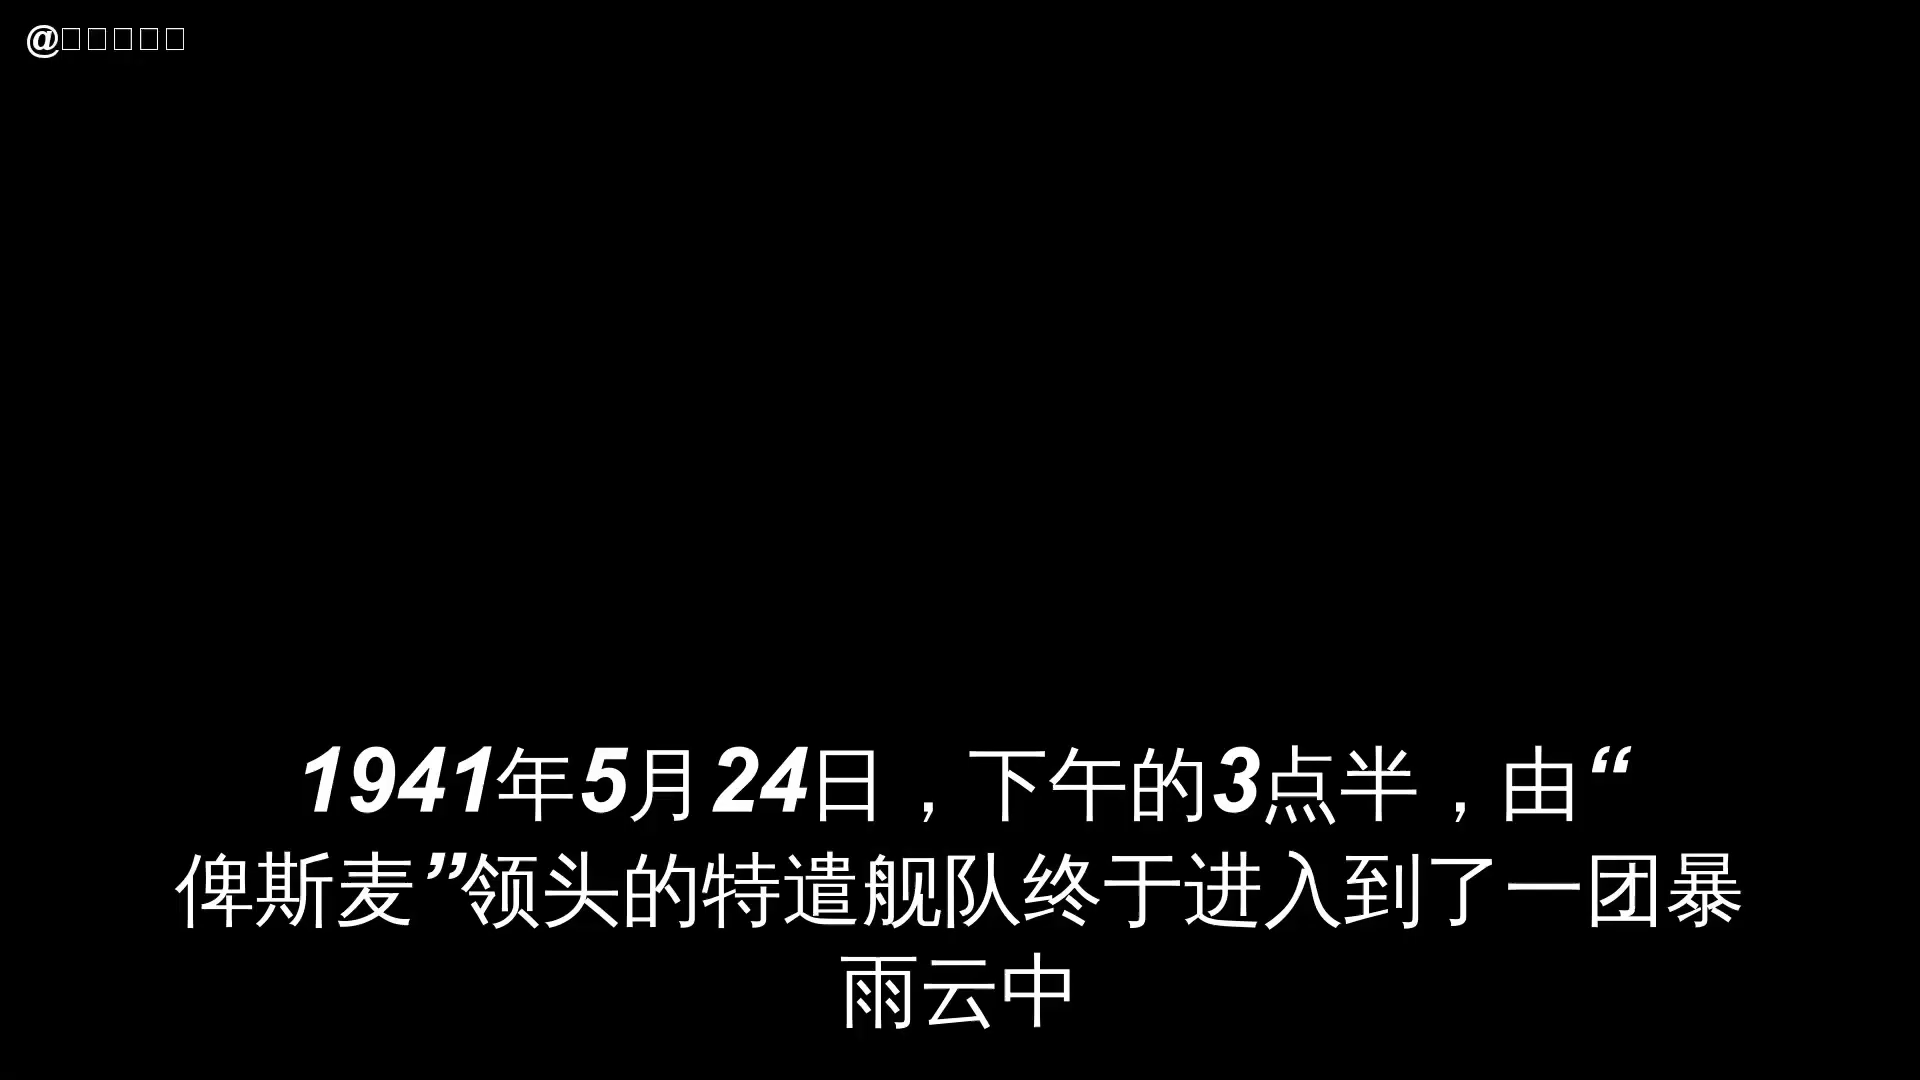 @□□□□□
1941年5月24日，下午的3点半，由“
俾斯麦”领头的特遣舰队终于进入到了一团暴
雨云中